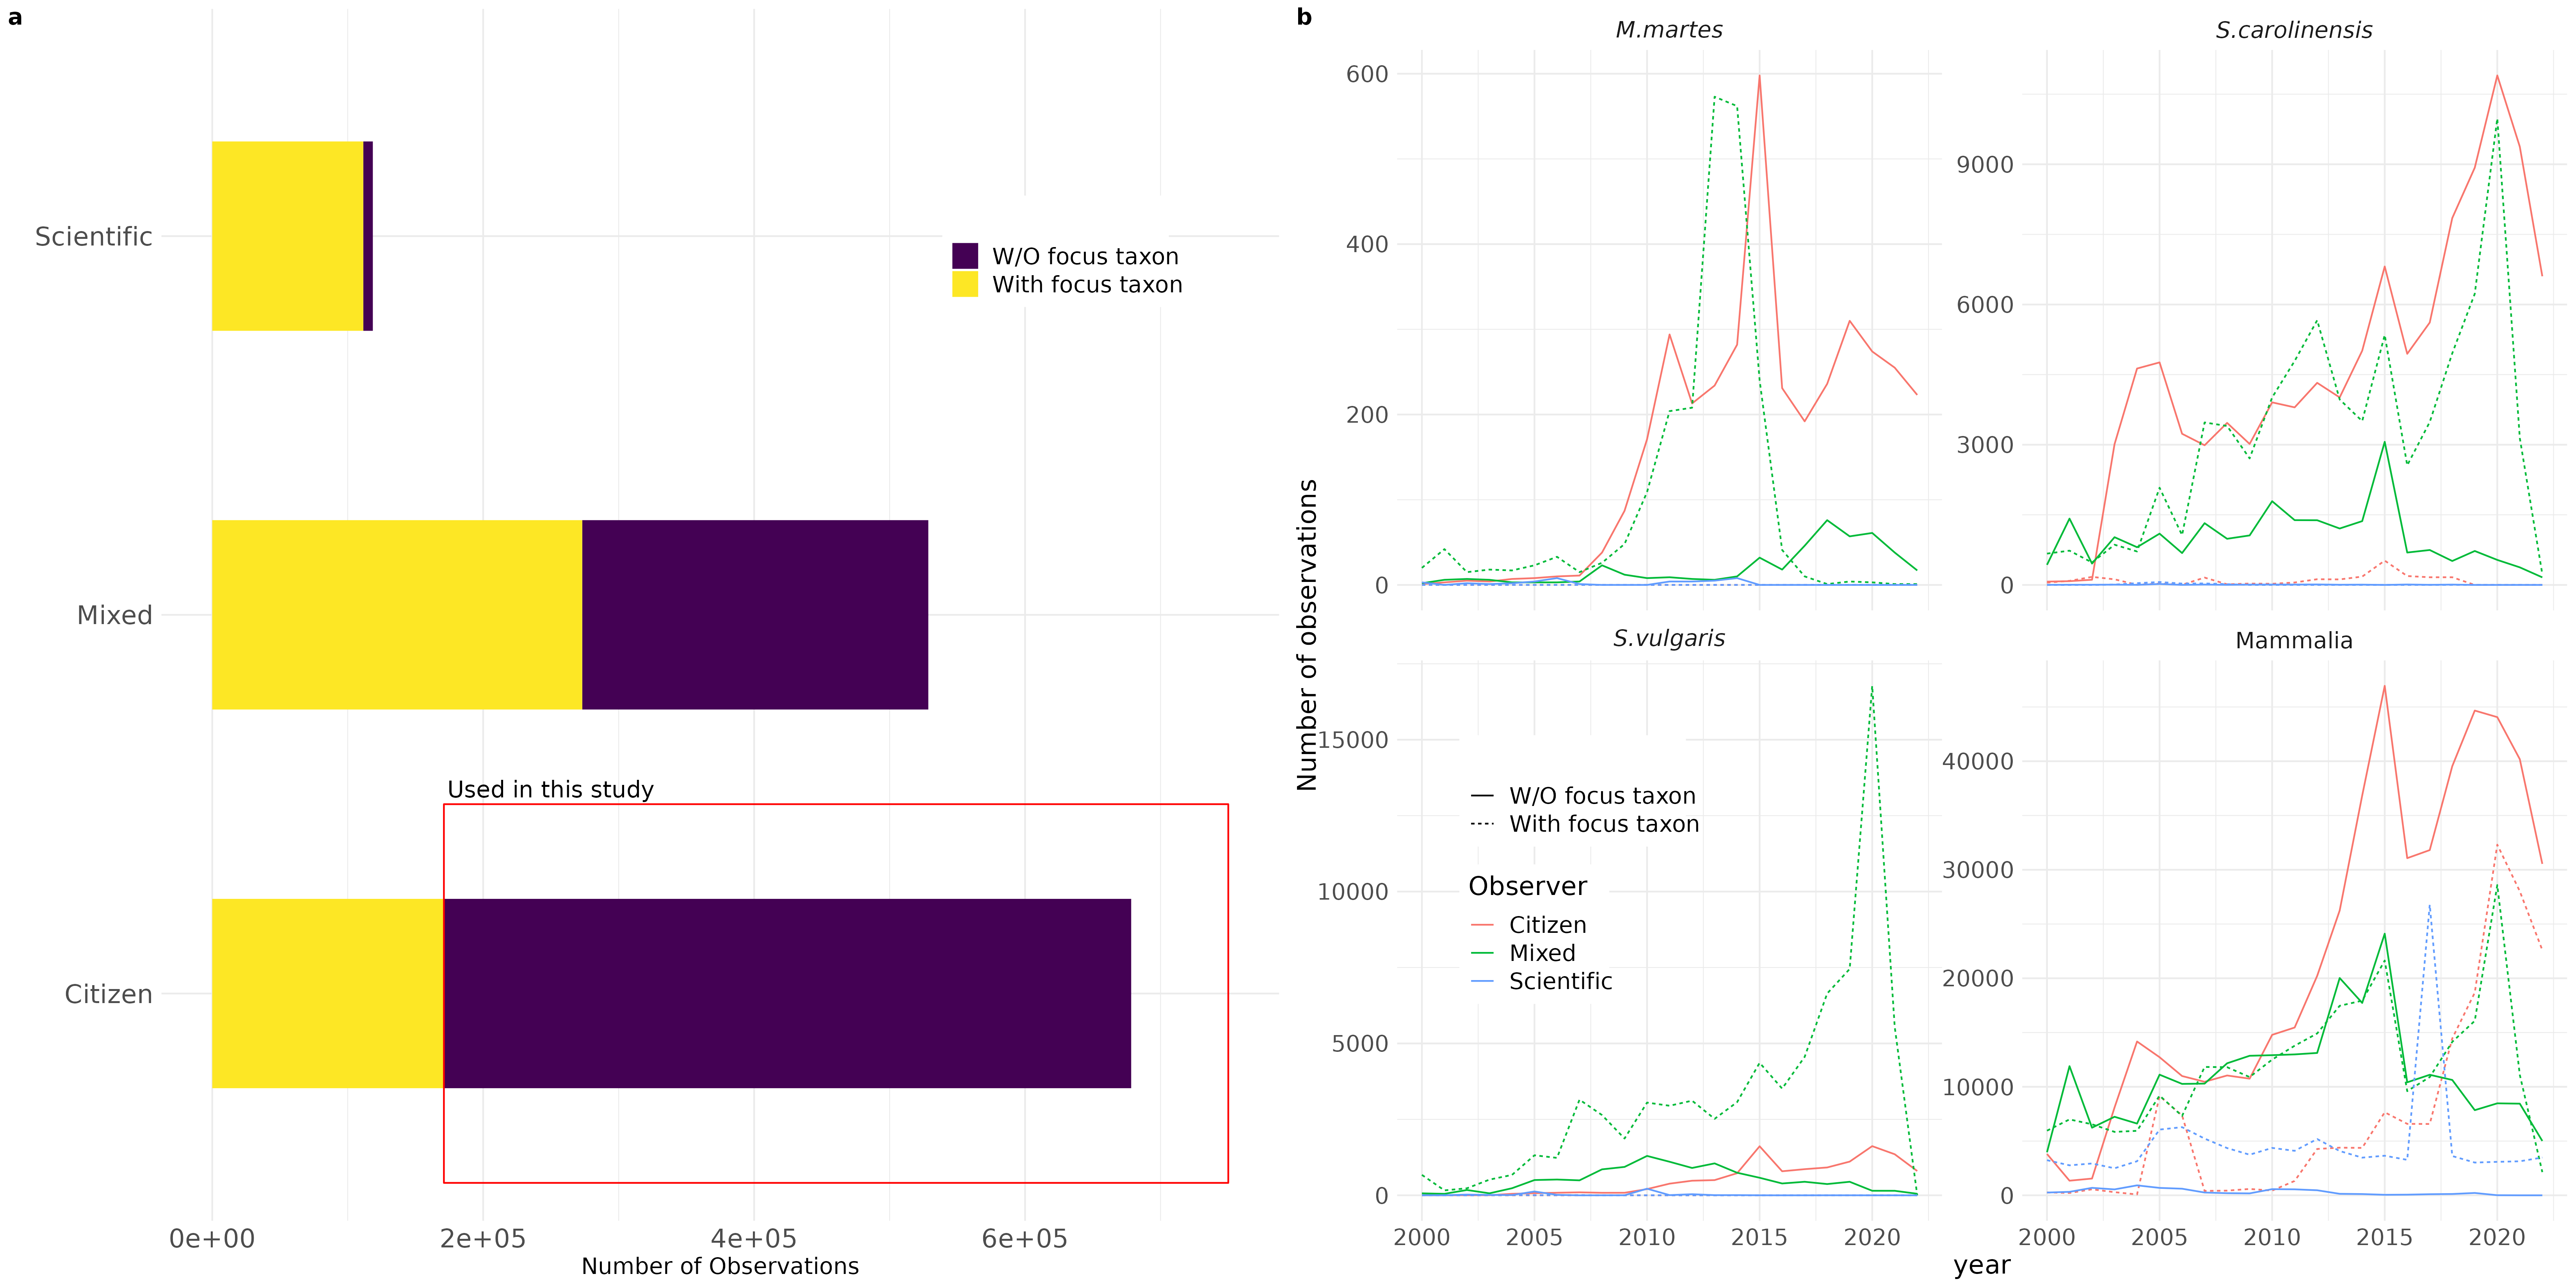 a
Scientific
Mixed
Citizen
W/O focus taxon
With focus taxon
Used in this study
0e+00 2e+05 4e+05 6e+05
Number of Observations
b
Number of observations
M.martes
600
400
200
0
S.carolinensis
9000
6000
3000
0
S.vulgaris
15000
10000
5000
0
W/O focus taxon
With focus taxon
Observer
Citizen
Mixed
Scientific
2000 2005 2010 2015 2020
Mammalia
40000
30000
20000
10000
0
2000 2005 2010 2015 2020
year